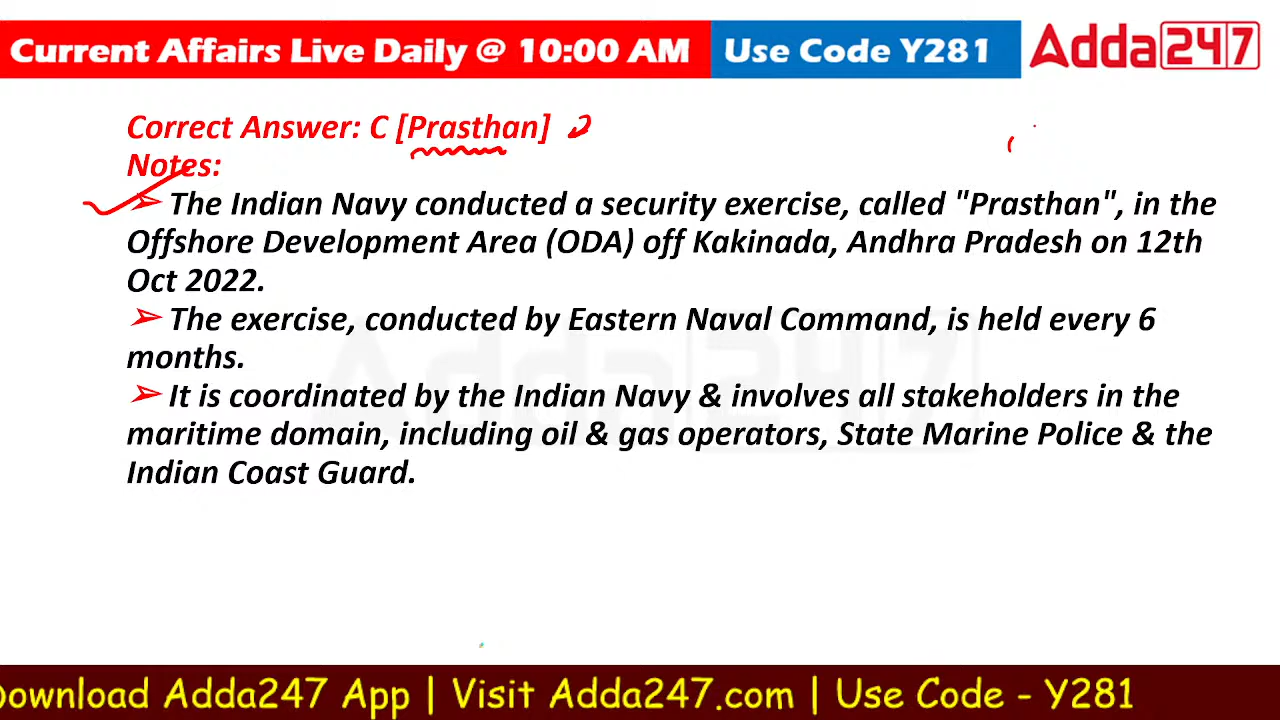 Current Affairs Live Daily @ 10:00 AM
Use Code Y281
Adda247
Correct Answer: C [Prasthan]
Notes:
➢ The Indian Navy conducted a security exercise, called "Prasthan", in the
Offshore Development Area (ODA) off Kakinada, Andhra Pradesh on 12th
Oct 2022.
➢ The exercise, conducted by Eastern Naval Command, is held every 6
months.
➢ It is coordinated by the Indian Navy & involves all stakeholders in the
maritime domain, including oil & gas operators, State Marine Police & the
Indian Coast Guard.
Adda247
Download Adda247 App | Visit Adda247.com | Use Code - Y281